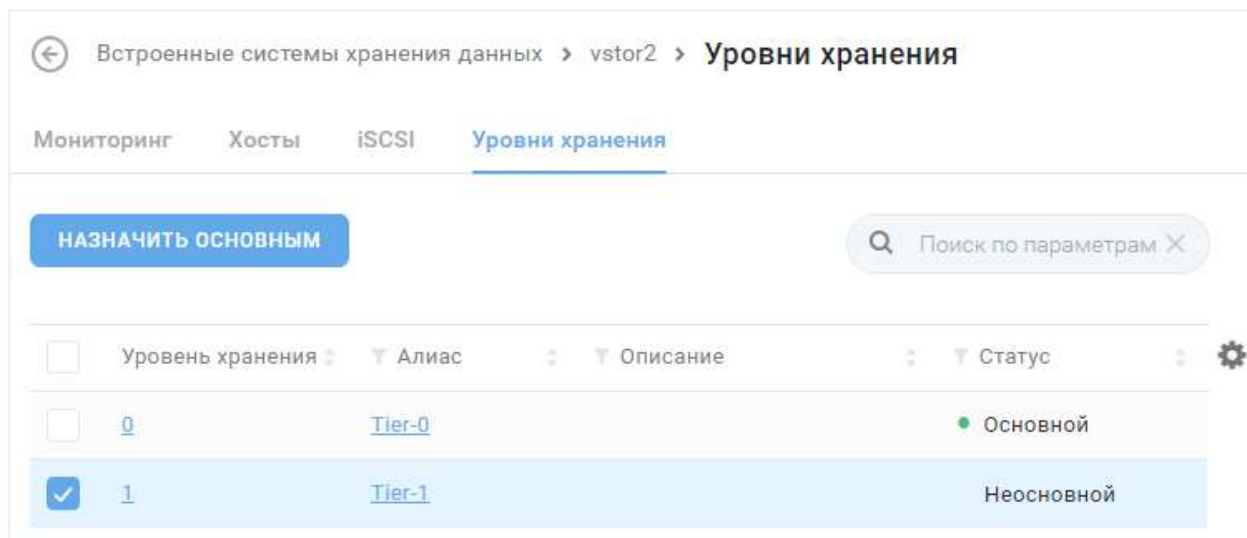 Встроенные системы хранения данных > vstor2 > Уровни хранения
Мониторинг Хосты iSCSI Уровни хранения
НАЗНАЧИТЬ ОСНОВНЫМ Поиск по параметрам
Уровень хранения Алиас Описание Статус
0 Tier-0 Основной
1 Tier-1 Неосновной